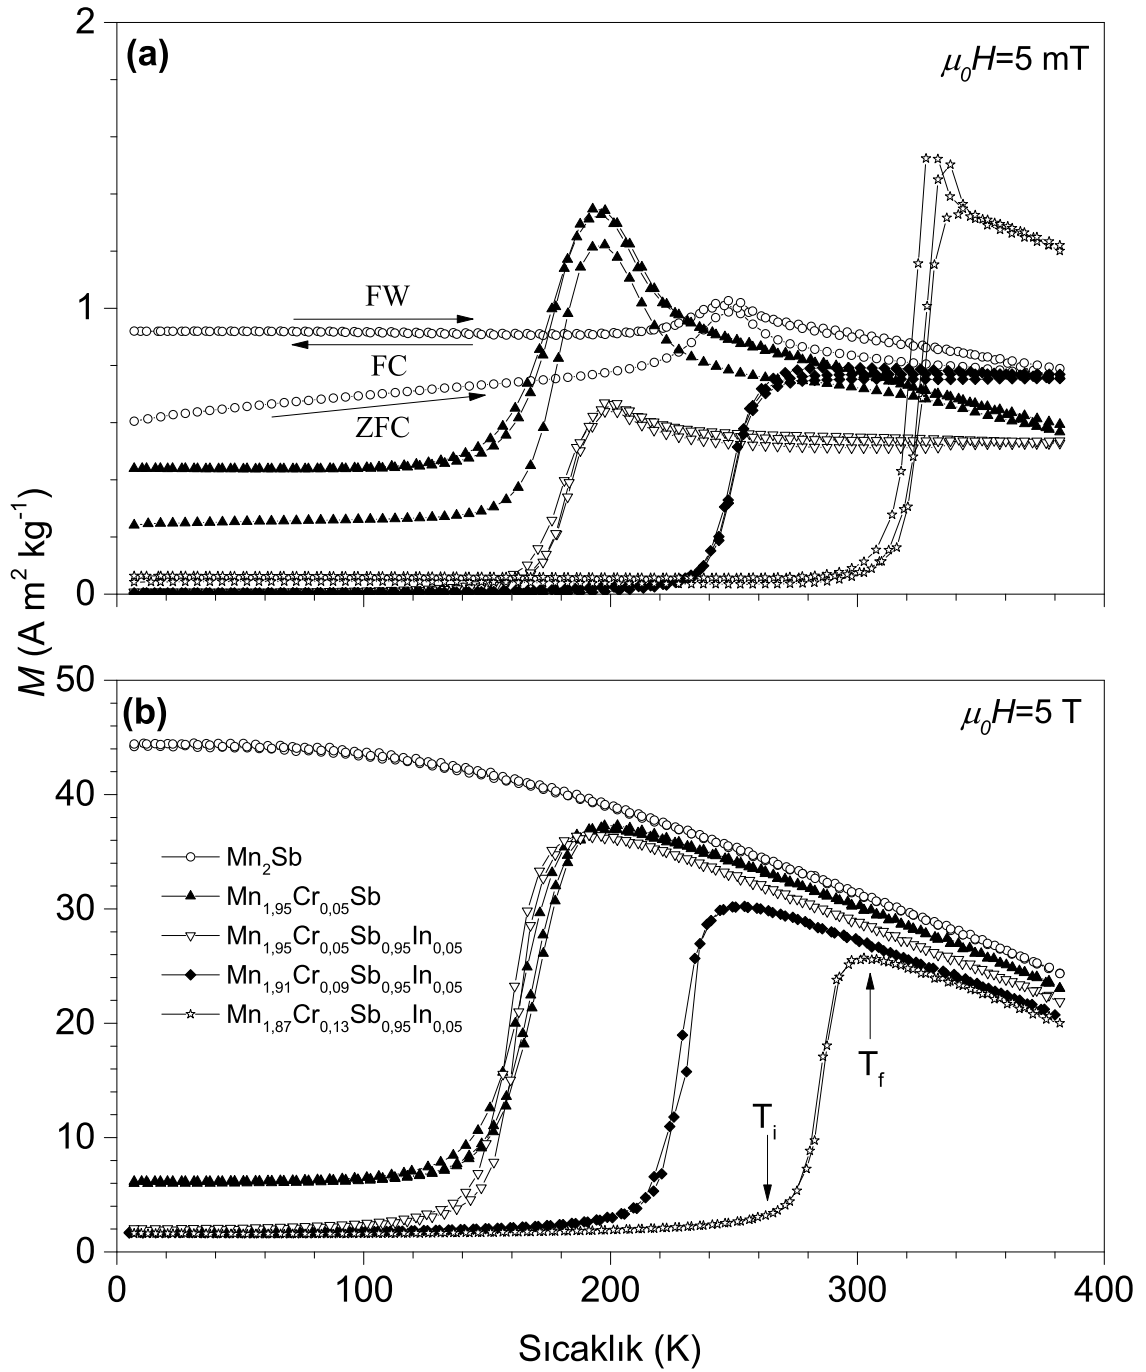 (a)
μ₀H=5 mT
2
1
0
FW
FC
ZFC
M (A m² kg⁻¹)
(b)
μ₀H=5 T
50
40
30
20
10
0
Mn₂Sb
Mn₁,₉₅Cr₀,₀₅Sb
Mn₁,₉₅Cr₀,₀₅Sb₀,₉₅In₀,₀₅
Mn₁,₉₁Cr₀,₀₉Sb₀,₉₅In₀,₀₅
Mn₁,₈₇Cr₀,₁₃Sb₀,₉₅In₀,₀₅
T_f
T_i
0 100 200 300 400
Sıcaklık (K)